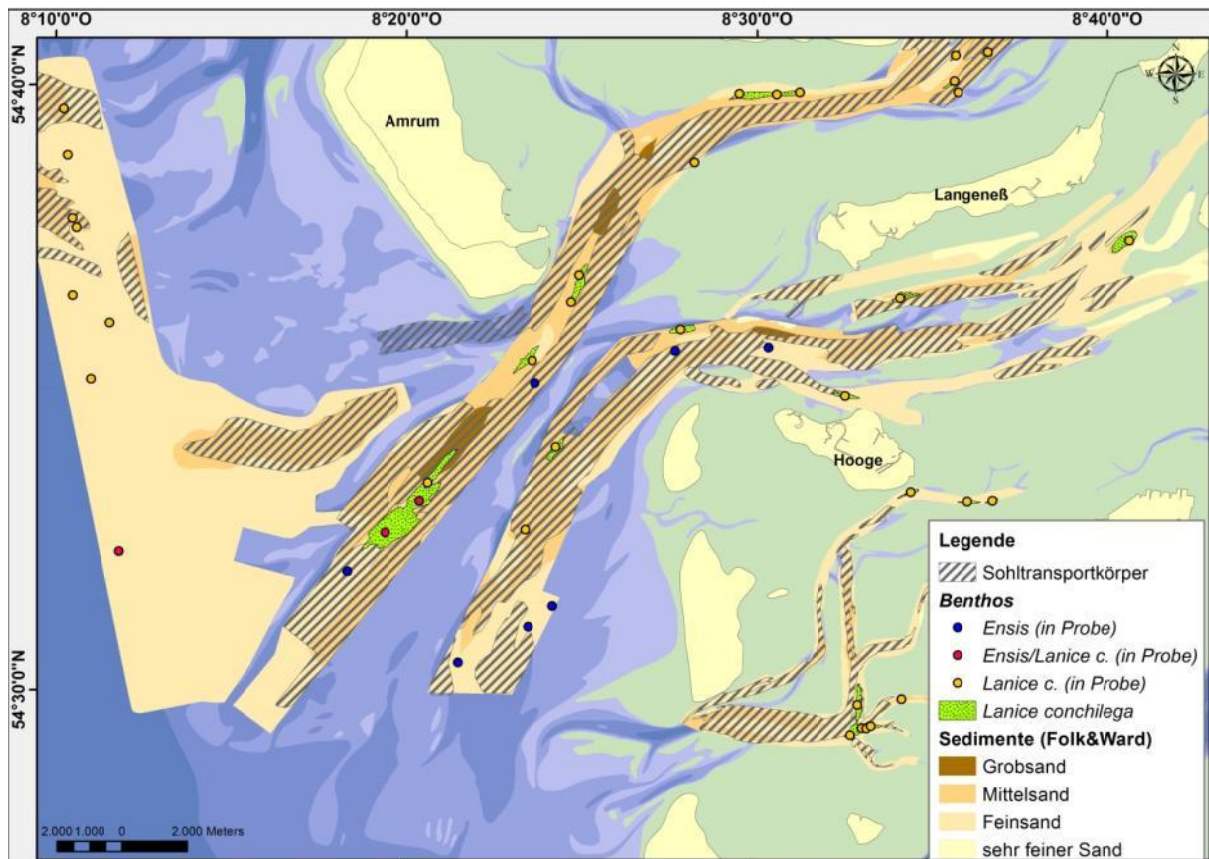 8°10'0"O
8°20'0"O
8°30'0"O
8°40'0"O
54°40'0"N
54°30'0"N
N
W E
S
Amrum
Langeneß
Hooge
Legende
Sohltransportkörper
Benthos
Ensis (in Probe)
Ensis/Lanice c. (in Probe)
Lanice c. (in Probe)
Lanice conchilega
Sedimente (Folk&Ward)
Grobsand
Mittelsand
Feinsand
sehr feiner Sand
2.000 1.000 0 2.000 Meters